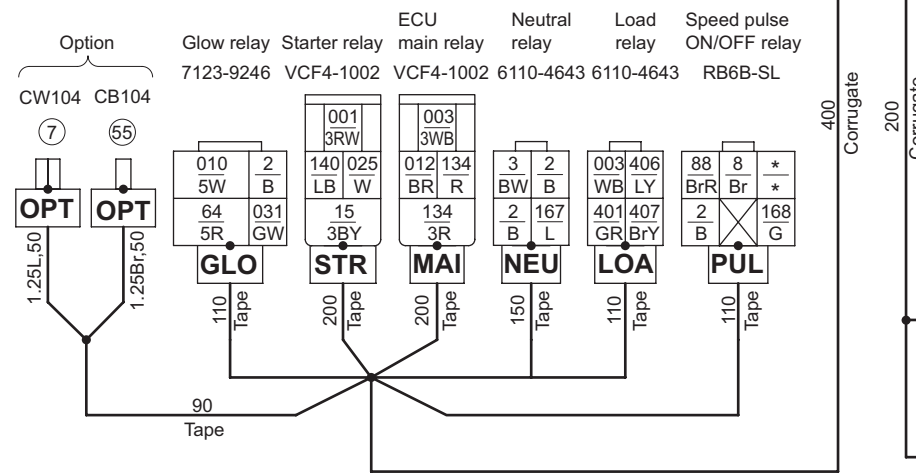 Option
CW104 CB104
7 55
OPT OPT
1.25L,50
1.25Br,50
Glow relay
7123-9246
010 2
5W B
64 031
5R GW
GLO
110
Tape
Starter relay
VCF4-1002
001
3RW
140 025
LB W
15
3BY
STR
200
Tape
ECU
main relay
VCF4-1002
003
3WB
012 134
BR R
134
3R
MAI
200
Tape
Neutral
relay
6110-4643
3 2
BW B
2 167
B L
NEU
150
Tape
Load
relay
6110-4643
003 406
WB LY
401 407
GR BrY
LOA
110
Tape
Speed pulse
ON/OFF relay
RB6B-SL
88 8 *
BrR Br *
2 168
B G
PUL
110
Tape
90
Tape
400
Corrugate
200
Corrugate